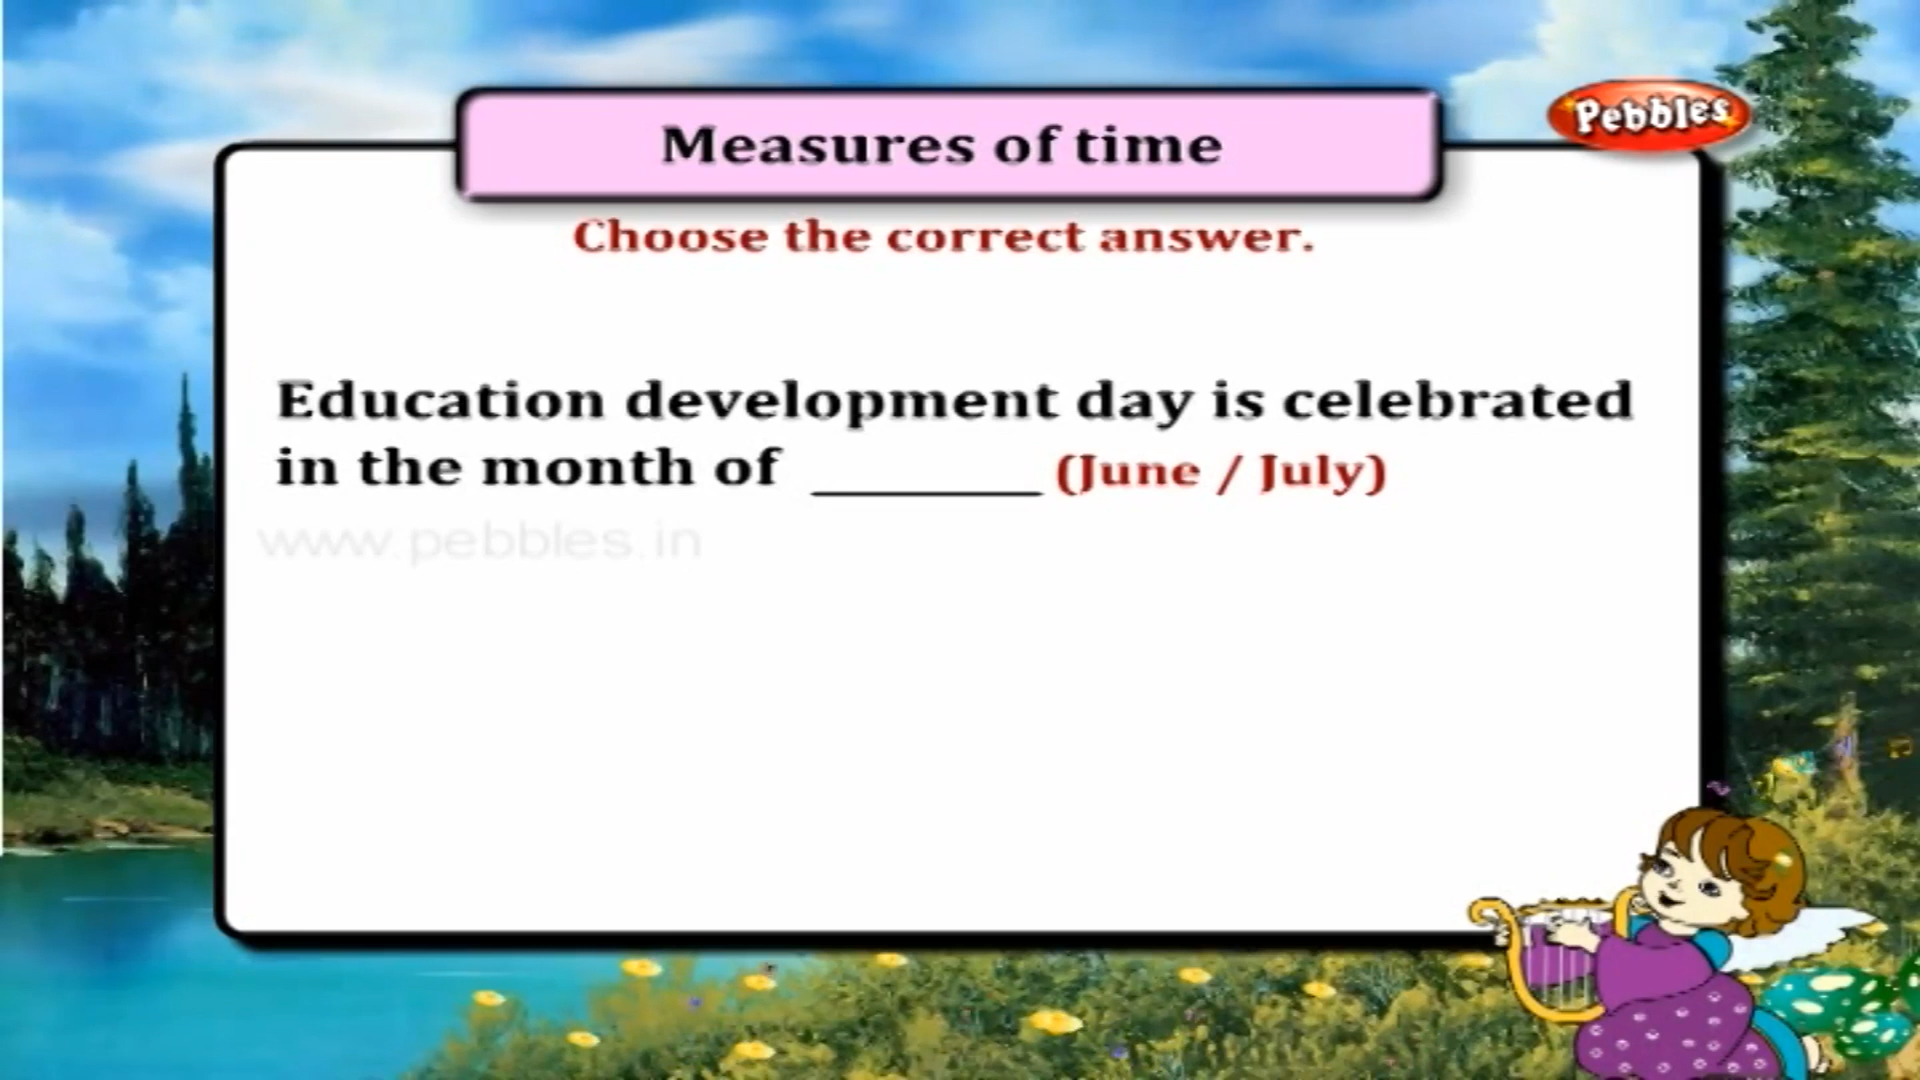 Measures of time
Pebbles
Choose the correct answer.
Education development day is celebrated
in the month of ________ (June / July)
www.pebbles.in